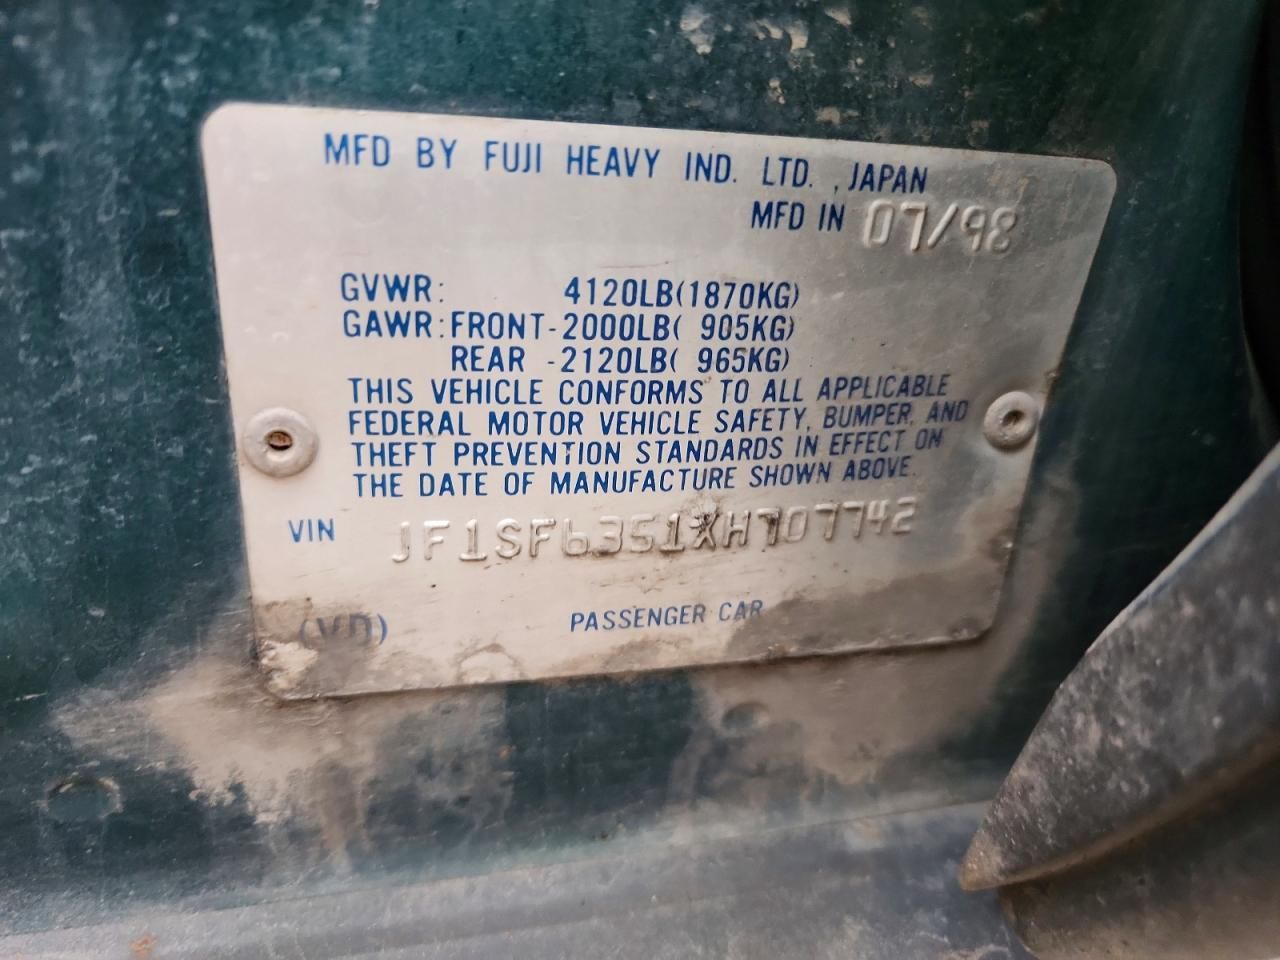 MFD BY FUJI HEAVY IND. LTD. , JAPAN
MFD IN 07/98
GVWR: 4120LB(1870KG)
GAWR:FRONT-2000LB( 905KG)
REAR -2120LB( 965KG)
THIS VEHICLE CONFORMS TO ALL APPLICABLE
FEDERAL MOTOR VEHICLE SAFETY, BUMPER, AND
THEFT PREVENTION STANDARDS IN EFFECT ON
THE DATE OF MANUFACTURE SHOWN ABOVE.
VIN JF1SF6351XH707742
(VD) PASSENGER CAR